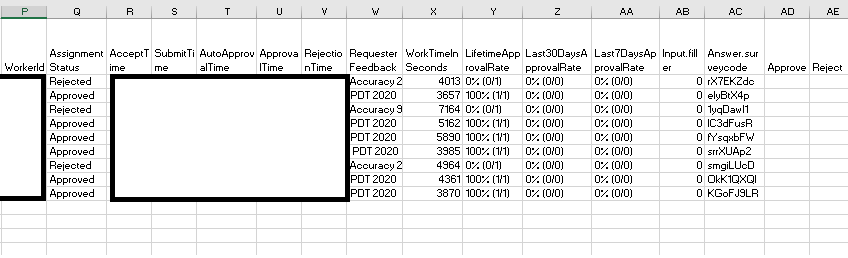 P Q R S T U V W X Y Z AA AB AC AD AE
WorkerId Assignment Status AcceptTime SubmitTime AutoApprovalTime ApprovalTime RejectionTime Requester Feedback WorkTimeInSeconds LifetimeApprovalRate Last30DaysApprovalRate Last7DaysApprovalRate Input.filler Answer.surveycode Approve Reject
Rejected Accuracy 2 4013 0% (0/1) 0% (0/0) 0% (0/0) 0 rX7EKZdc
Approved PDT 2020 3657 100% (1/1) 0% (0/0) 0% (0/0) 0 elyBtX4p
Rejected Accuracy 9 7164 0% (0/1) 0% (0/0) 0% (0/0) 0 1yqDawI1
Approved PDT 2020 5162 100% (1/1) 0% (0/0) 0% (0/0) 0 IC3dFusR
Approved PDT 2020 5890 100% (1/1) 0% (0/0) 0% (0/0) 0 fYsqxbFW
Approved PDT 2020 3985 100% (1/1) 0% (0/0) 0% (0/0) 0 srrXUAp2
Rejected Accuracy 2 4964 0% (0/1) 0% (0/0) 0% (0/0) 0 smgiLUcD
Approved PDT 2020 4361 100% (1/1) 0% (0/0) 0% (0/0) 0 OkK1QXQI
Approved PDT 2020 3870 100% (1/1) 0% (0/0) 0% (0/0) 0 KGoFJ9LR